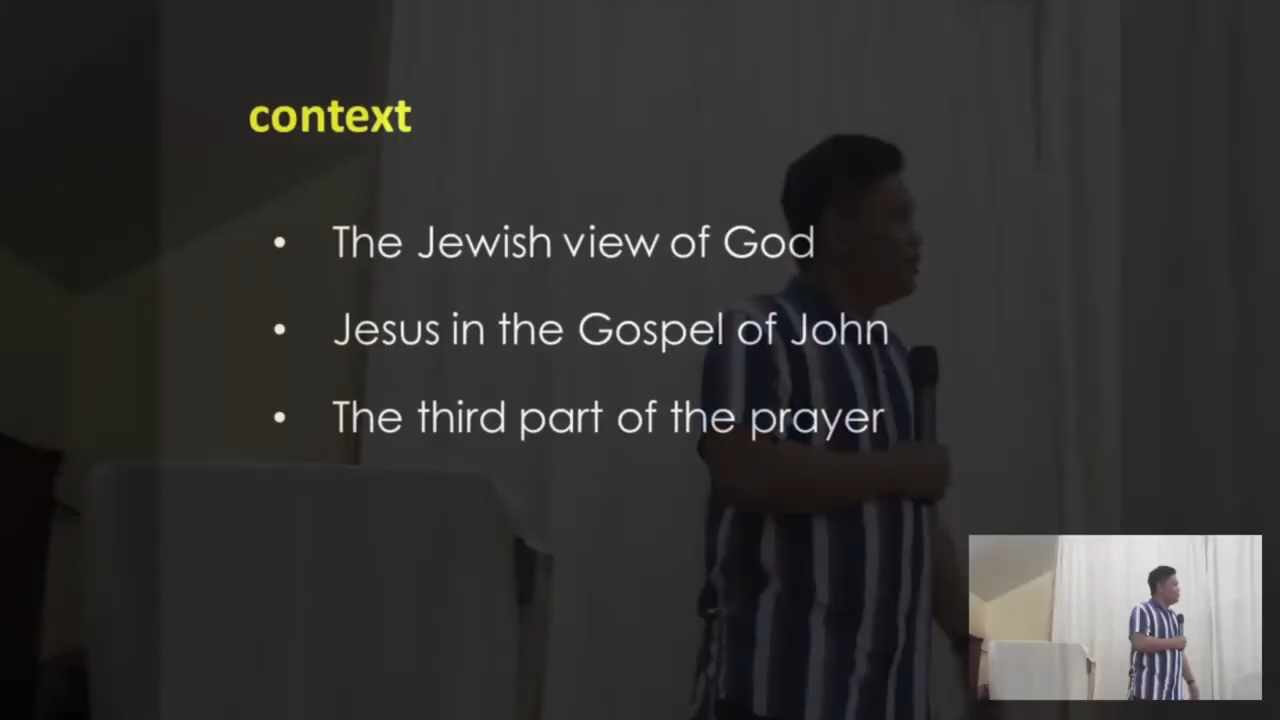 context
• The Jewish view of God
• Jesus in the Gospel of John
• The third part of the prayer